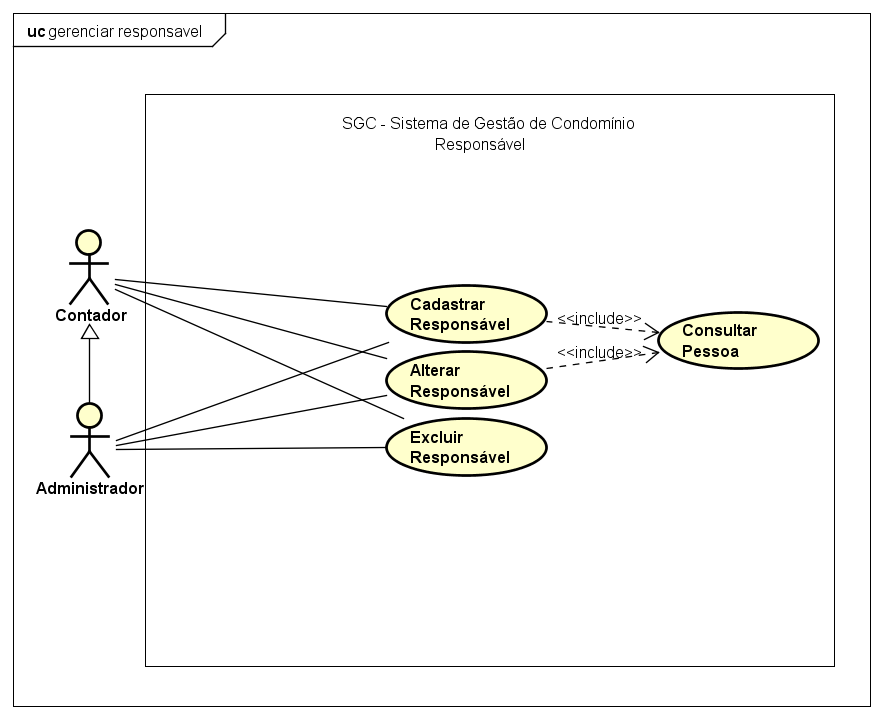 uc gerenciar responsavel
SGC - Sistema de Gestão de Condomínio
Responsável
Contador
Cadastrar
Responsável
<<include>>
Consultar
Pessoa
<<include>>
Alterar
Responsável
Excluir
Responsável
Administrador